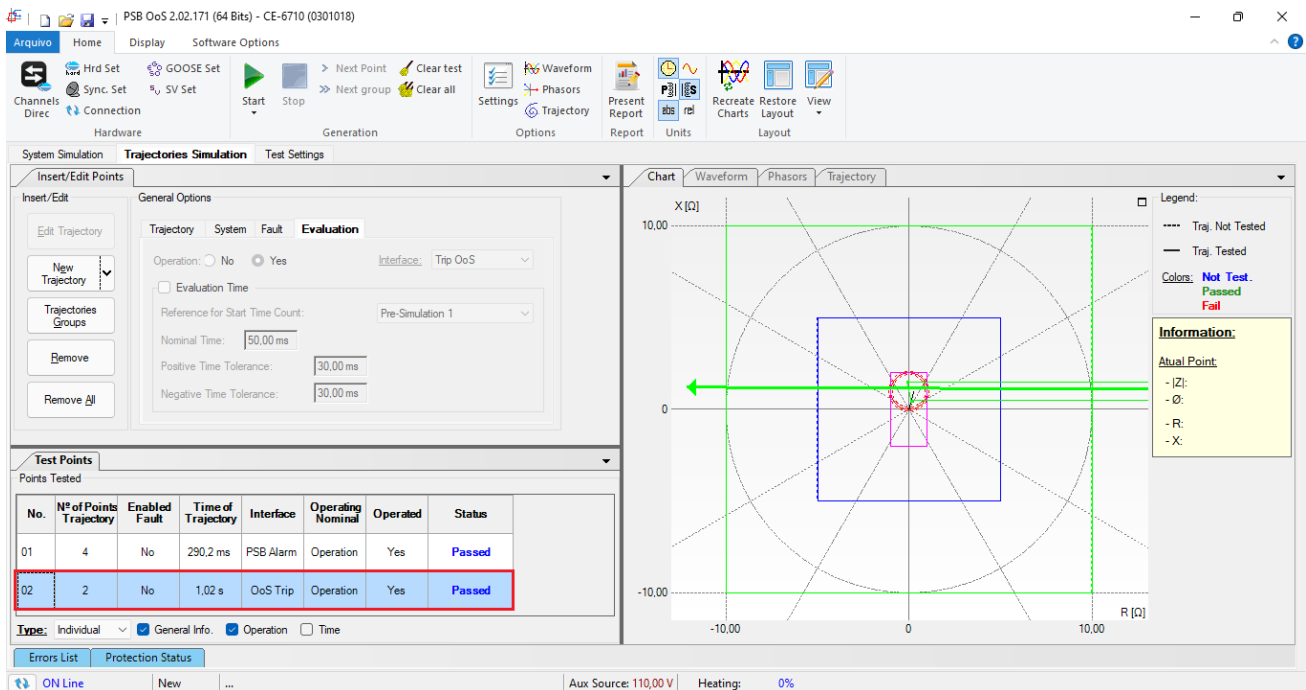 PSB OoS 2.02.171 (64 Bits) - CE-6710 (0301018)
Arquivo Home Display Software Options
Channels Direc
Hrd Set
Sync. Set
Connection
GOOSE Set
SV Set
Hardware
Start
Stop
Next Point
Next group
Clear test
Clear all
Generation
Settings
Waveform
Phasors
Trajectory
Options
Present Report
Report
abs rel
Units
Recreate Charts
Restore Layout
View
Layout
System Simulation Trajectories Simulation Test Settings
Insert/Edit Points
Insert/Edit
Edit Trajectory
New Trajectory
Trajectories Groups
Remove
Remove All
General Options
Trajectory System Fault Evaluation
Operation: No Yes Interface: Trip OoS
Evaluation Time
Reference for Start Time Count: Pre-Simulation 1
Nominal Time: 50,00 ms
Positive Time Tolerance: 30,00 ms
Negative Time Tolerance: 30,00 ms
Test Points
Points Tested
No. Nº of Points Trajectory Enabled Fault Time of Trajectory Interface Operating Nominal Operated Status
01 4 No 290,2 ms PSB Alarm Operation Yes Passed
02 2 No 1,02 s OoS Trip Operation Yes Passed
Type: Individual General Info. Operation Time
Chart Waveform Phasors Trajectory
X [Ω]
10,00
0
-10,00
-10,00 0 10,00
R [Ω]
Legend:
Traj. Not Tested
Traj. Tested
Colors: Not Test.
Passed
Fail
Information:
Atual Point:
- |Z|:
- Ø:
- R:
- X:
Errors List Protection Status
ON Line New ... Aux Source: 110,00 V Heating: 0%